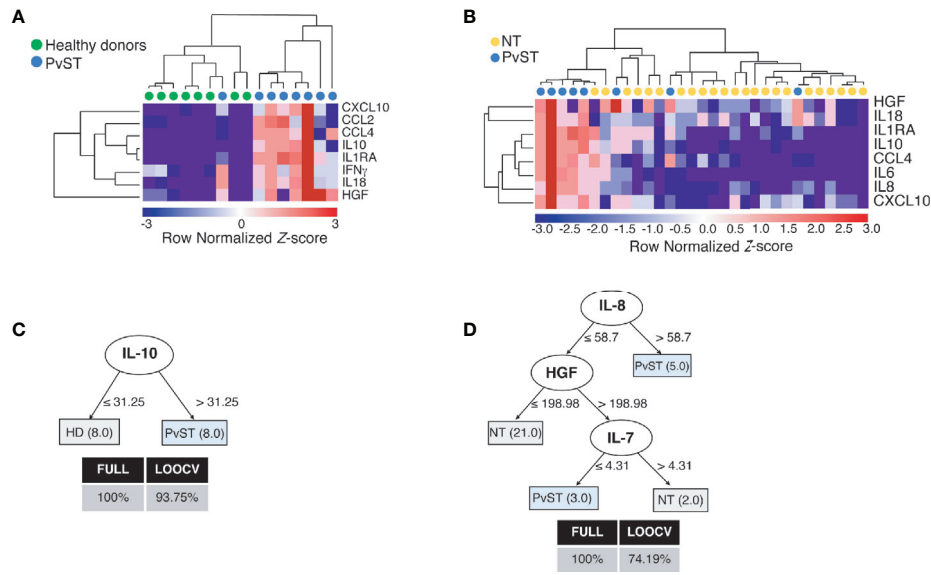 A
Healthy donors
PvST
CXCL10
CCL2
CCL4
IL10
IL1RA
IFNγ
IL18
HGF
-3 0 3
Row Normalized Z-score
B
NT
PvST
HGF
IL18
IL1RA
IL10
CCL4
IL6
IL8
CXCL10
-3.0 -2.5 -2.0 -1.5 -1.0 -0.5 0.0 0.5 1.0 1.5 2.0 2.5 3.0
Row Normalized Z-score
C
IL-10
≤ 31.25 > 31.25
HD (8.0) PvST (8.0)
FULL LOOCV
100% 93.75%
D
IL-8
≤ 58.7 > 58.7
HGF PvST (5.0)
≤ 198.98 > 198.98
NT (21.0) IL-7
≤ 4.31 > 4.31
PvST (3.0) NT (2.0)
FULL LOOCV
100% 74.19%